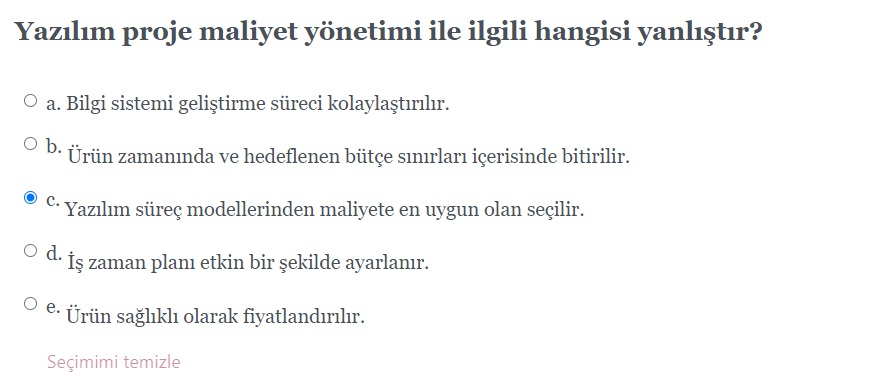 Yazılım proje maliyet yönetimi ile ilgili hangisi yanlıştır?
a. Bilgi sistemi geliştirme süreci kolaylaştırılır.
b. Ürün zamanında ve hedeflenen bütçe sınırları içerisinde bitirilir.
c. Yazılım süreç modellerinden maliyete en uygun olan seçilir.
d. İş zaman planı etkin bir şekilde ayarlanır.
e. Ürün sağlıklı olarak fiyatlandırılır.
Seçimimi temizle